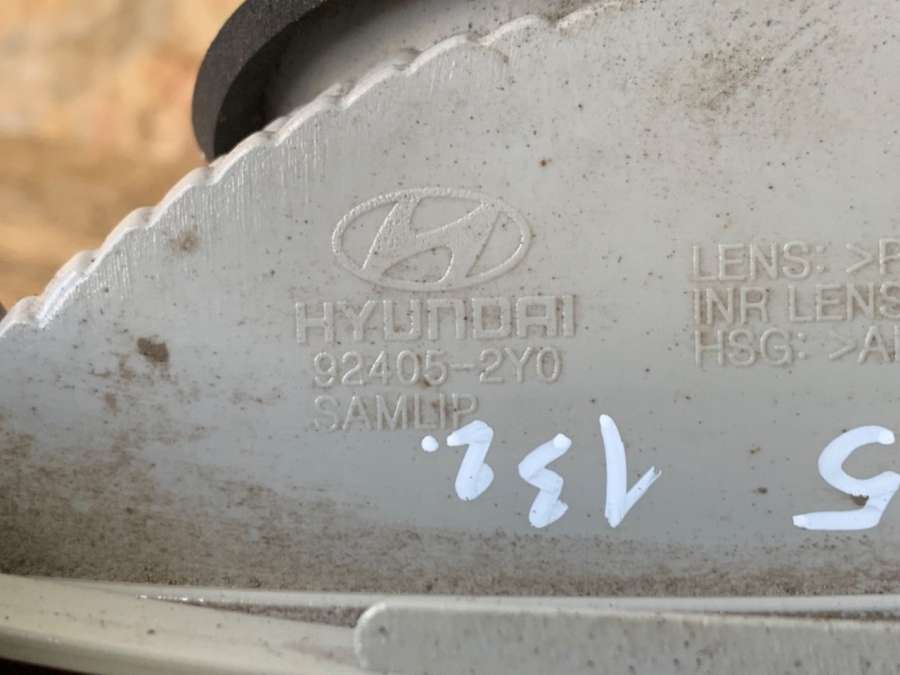 HYUNDAI
92405-2Y0
SAMLIP
LENS: >P
INR LENS
HSG: >A